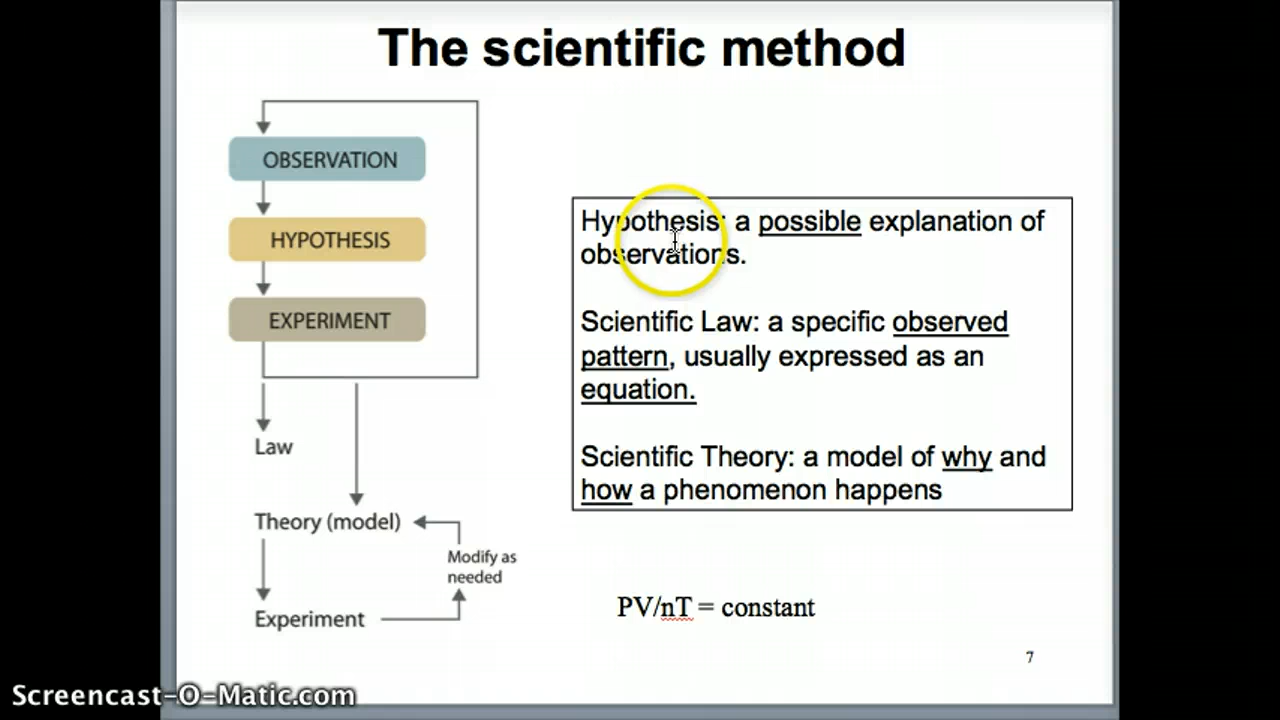 The scientific method
OBSERVATION
HYPOTHESIS
EXPERIMENT
Law
Theory (model)
Modify as
needed
Experiment
Hypothesis: a possible explanation of
observations.
Scientific Law: a specific observed
pattern, usually expressed as an
equation.
Scientific Theory: a model of why and
how a phenomenon happens
PV/nT = constant
7
Screencast-O-Matic.com